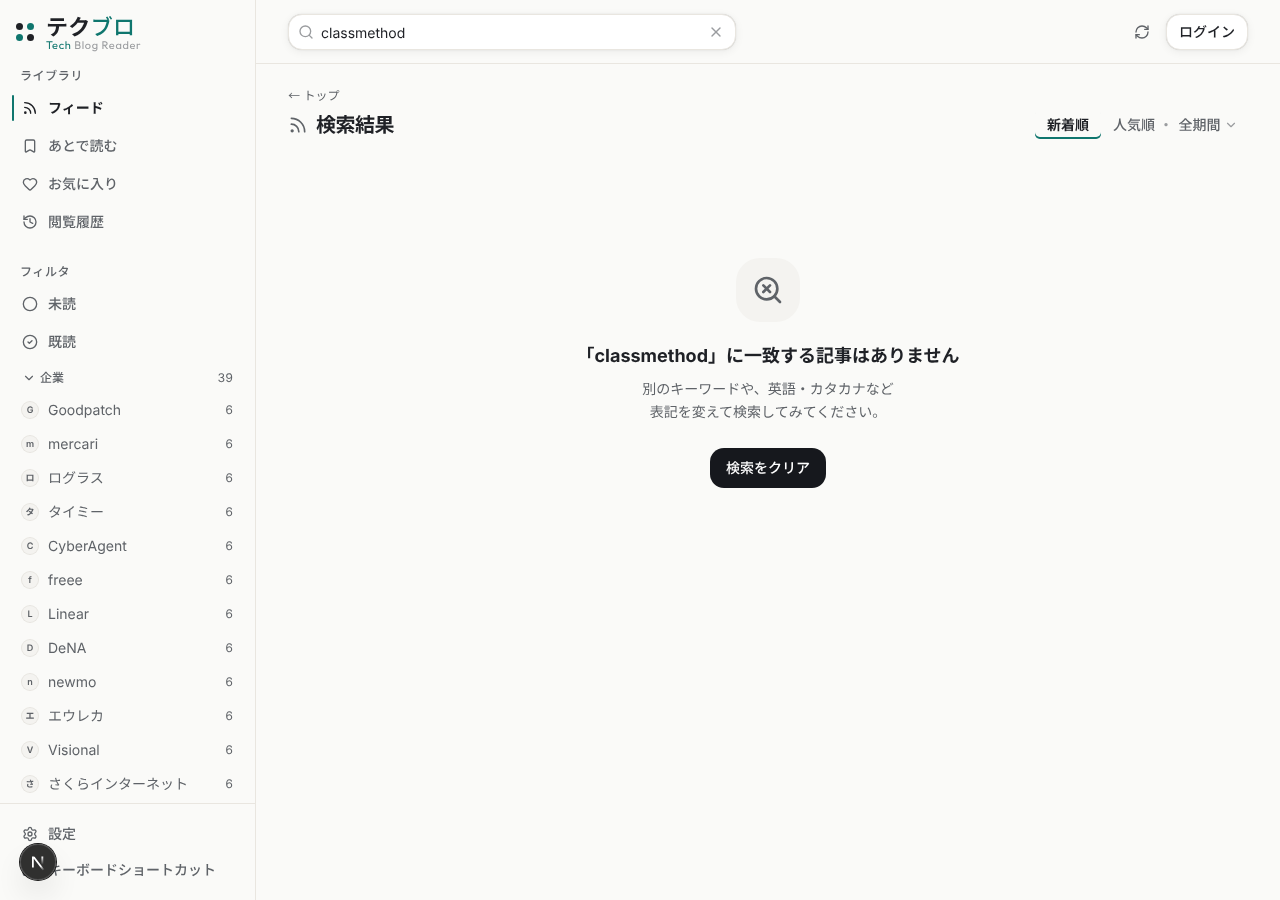 テクブロ
Tech Blog Reader
classmethod
ログイン
ライブラリ
フィード
あとで読む
お気に入り
閲覧履歴
フィルタ
未読
既読
企業 39
G Goodpatch 6
m mercari 6
ロ ログラス 6
タ タイミー 6
C CyberAgent 6
f freee 6
L Linear 6
D DeNA 6
n newmo 6
エ エウレカ 6
V Visional 6
さ さくらインターネット 6
設定
N
キーボードショートカット
← トップ
検索結果
新着順 人気順 • 全期間
「classmethod」に一致する記事はありません
別のキーワードや、英語・カタカナなど
表記を変えて検索してみてください。
検索をクリア